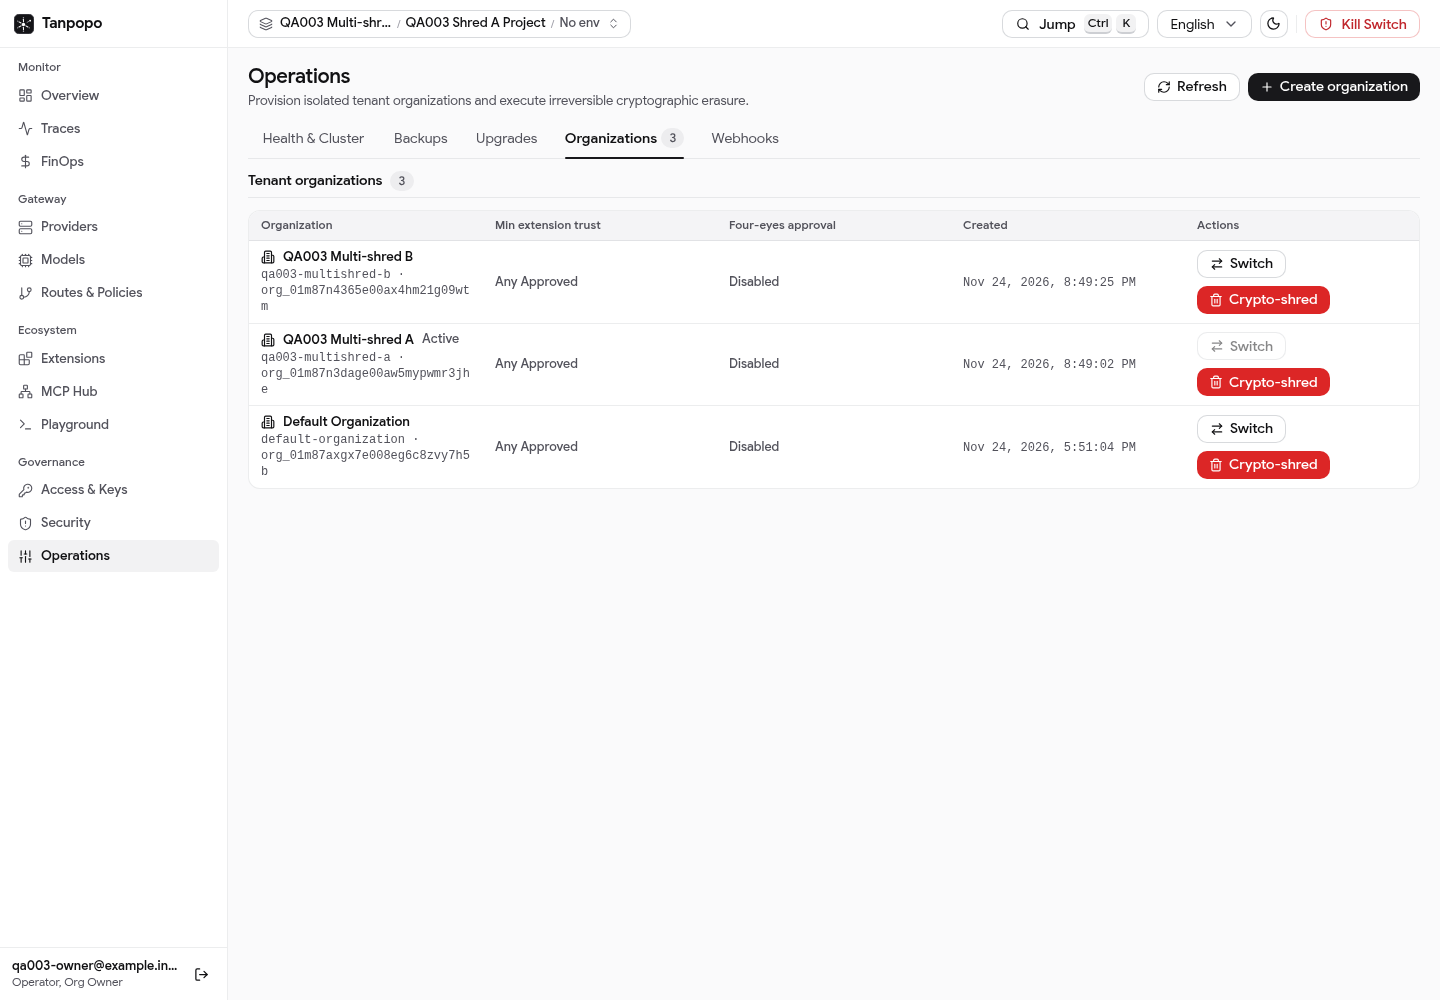 Tanpopo
QA003 Multi-shr... / QA003 Shred A Project / No env
Jump Ctrl K
English
Kill Switch
Monitor
Overview
Traces
FinOps
Gateway
Providers
Models
Routes & Policies
Ecosystem
Extensions
MCP Hub
Playground
Governance
Access & Keys
Security
Operations
qa003-owner@example.in...
Operator, Org Owner
Operations
Provision isolated tenant organizations and execute irreversible cryptographic erasure.
Refresh
Create organization
Health & Cluster Backups Upgrades Organizations 3 Webhooks
Tenant organizations 3
Organization Min extension trust Four-eyes approval Created Actions
QA003 Multi-shred B
qa003-multishred-b ·
org_01m87n4365e00ax4hm21g09wt
m
Any Approved Disabled Nov 24, 2026, 8:49:25 PM
Switch
Crypto-shred
QA003 Multi-shred A Active
qa003-multishred-a ·
org_01m87n3dage00aw5mypwmr3jh
e
Any Approved Disabled Nov 24, 2026, 8:49:02 PM
Switch
Crypto-shred
Default Organization
default-organization ·
org_01m87axgx7e008eg6c8zvy7h5
b
Any Approved Disabled Nov 24, 2026, 5:51:04 PM
Switch
Crypto-shred